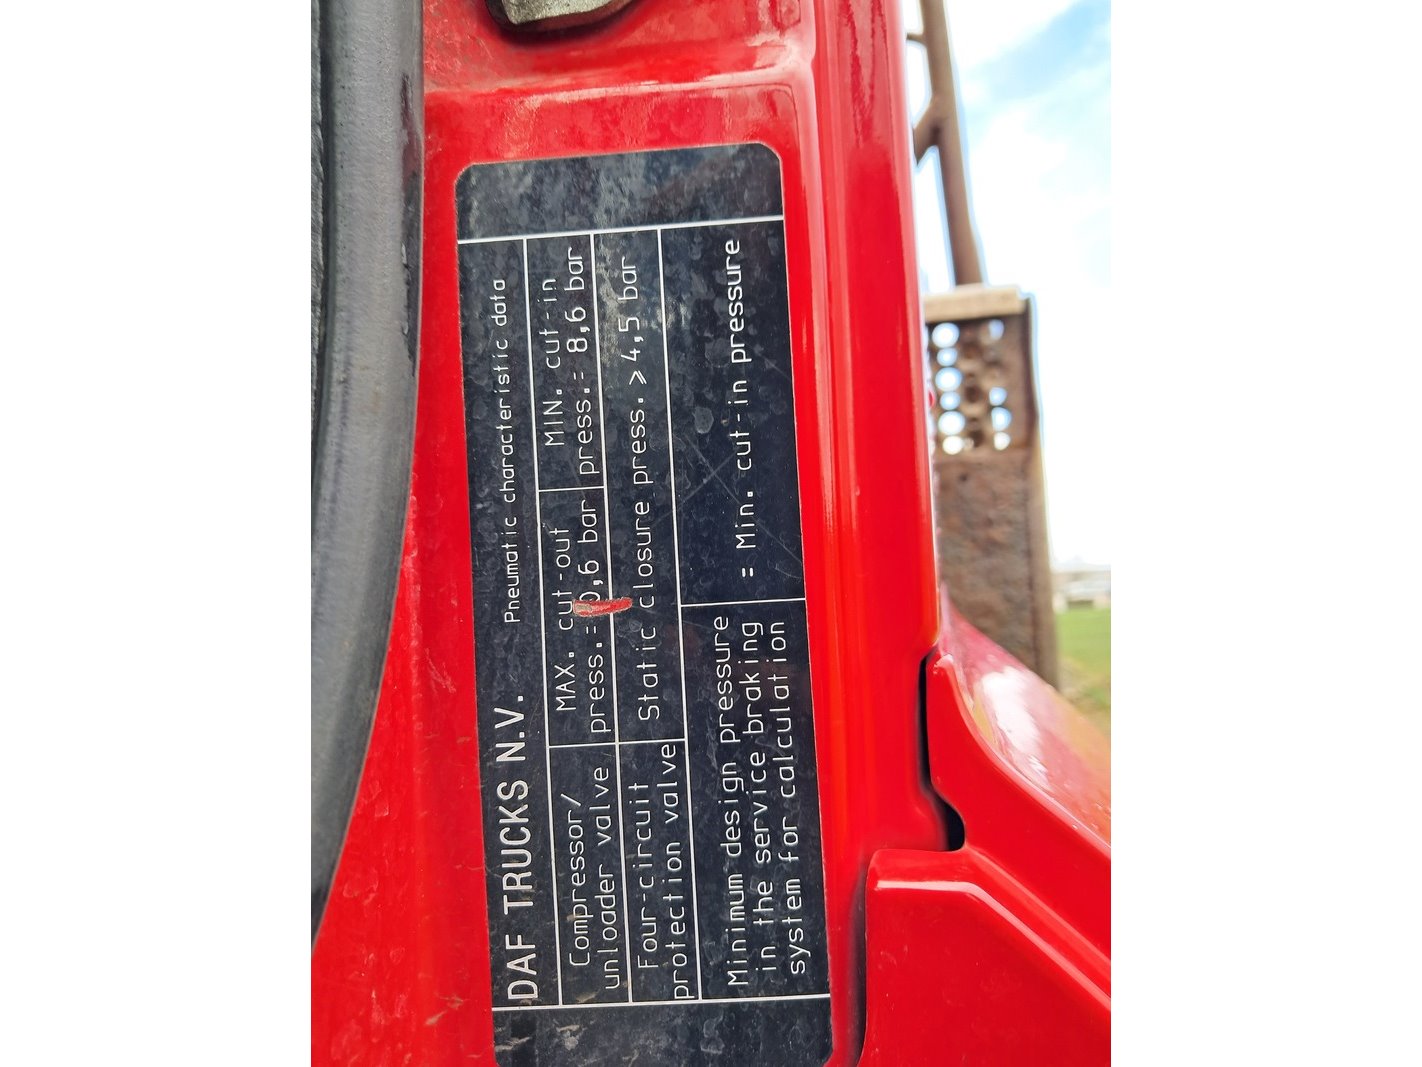 DAF TRUCKS N.V. Pneumatic characteristic data
Compressor/
unloader valve
MAX. cut-out
press.= ,6 bar
MIN. cut-in
press.= 8,6 bar
Four-circuit
protection valve
Static closure press. ⩾ 4,5 bar
Minimum design pressure
in the service braking
system for calculation
= Min. cut-in pressure